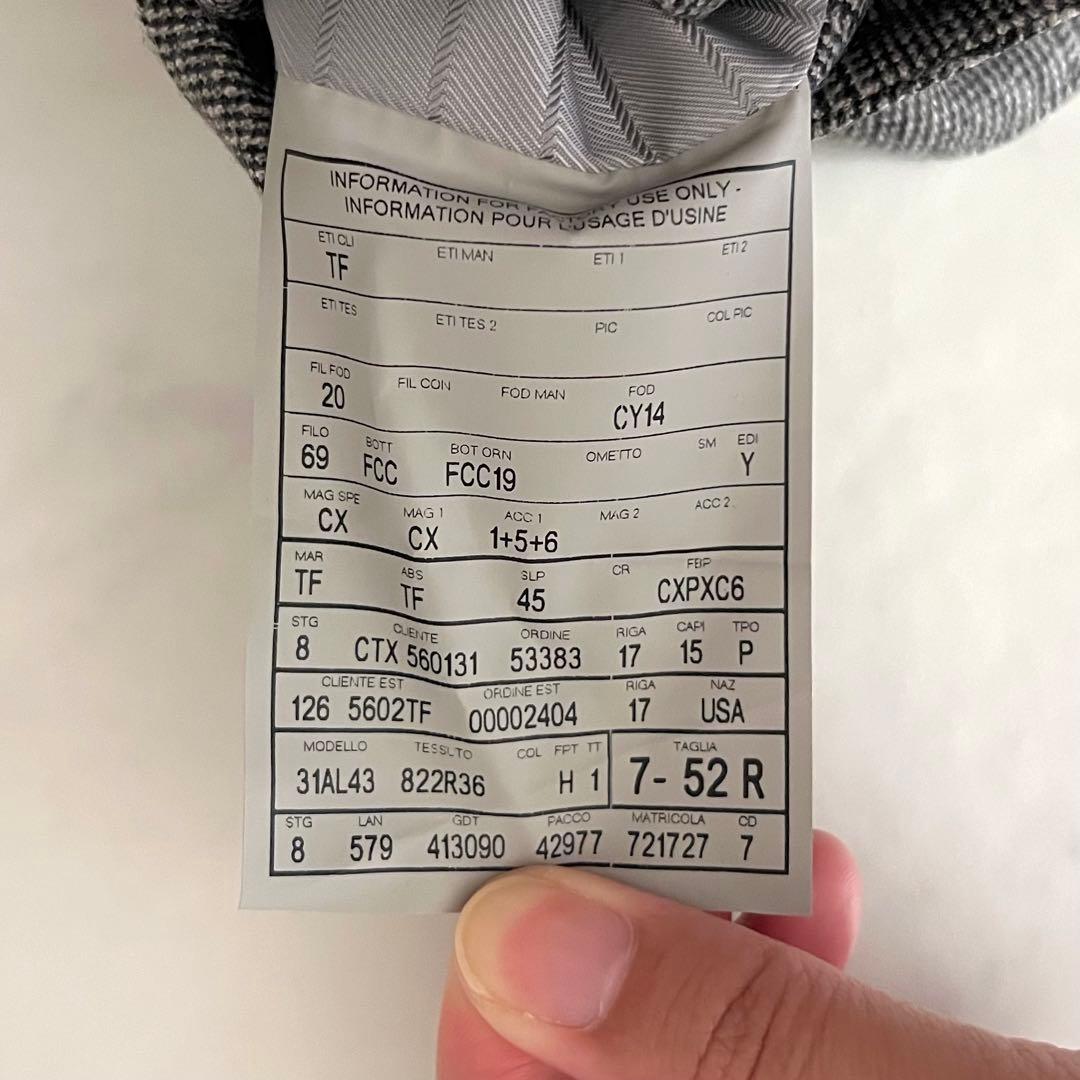 INFORMATION FOR FACTORY USE ONLY -
INFORMATION POUR L'USAGE D'USINE
ETI CLI ETI MAN ETI 1 ETI 2
TF
ETI TES ETI TES 2 PIC COL PIC
FIL FOD FIL CON FOD MAN FOD
20 CY14
FILO BOTT BOT ORN OMETTO SM EDI
69 FCC FCC19 Y
MAG SPE MAG 1 ACC 1 MAG 2 ACC 2
CX CX 1+5+6
MAR ABS SLP CR FBP
TF TF 45 CXPXC6
STG CLIENTE ORDINE RIGA CAPI TPO
8 CTX 560131 53383 17 15 P
CLIENTE EST ORDINE EST RIGA NAZ
126 5602TF 00002404 17 USA
MODELLO TESSUTO COL FPT TT TAGLIA
31AL43 822R36 H 1 7- 52 R
STG LAN GDT PACCO MATRICOLA CD
8 579 413090 42977 721727 7